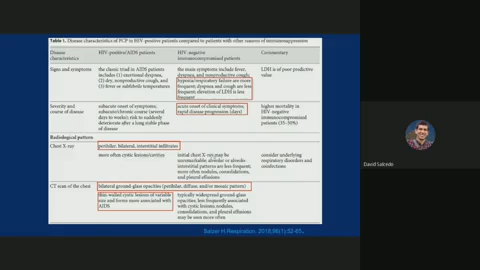 Table 1. Disease characteristics of PCP in HIV-positive patients compared to patients with other reasons of immunosuppression
Disease characteristics
HIV-positive/AIDS patients
HIV-negative immunocompromised patients
Commentary
Signs and symptoms
the classic triad in AIDS patients
includes (1) exertional dyspnea,
(2) dry, nonproductive cough, and
(3) fever or subfebrile temperatures
the main symptoms include fever,
dyspnea, and nonproductive cough;
hypoxia/respiratory failure are more
frequent; dyspnea and cough are less
frequent; elevation of LDH is less
frequent
LDH is of poor predictive
value
Severity and
course of disease
subacute onset of symptoms,
subacute/chronic course (several
days to weeks); risk to suddenly
deteriorate after a long stable phase
of disease
acute onset of clinical symptoms,
rapid disease progression (days)
higher mortality in
HIV-negative
immunocompromised
patients (35–50%)
Radiological pattern
Chest X-ray
perihilar, bilateral, interstitial infiltrates
more often cystic lesions/cavities
initial chest X-ray may be
unremarkable; alveolar or alveolo-
interstitial patterns are less frequent;
more often nodules, consolidations,
and pleural effusions
consider underlying
respiratory disorders and
coinfections
CT scan of the chest
bilateral ground-glass opacities (perihilar, diffuse and/or mosaic pattern)
thin-walled cystic lesions of variable
size and forms more associated with
AIDS
typically widespread ground-glass
opacities; less frequently associated
with cystic lesions; nodules,
consolidations, and pleural effusions
may be seen more often
Salzer H,Respiration. 2018;96(1):52-65.
David Salcedo